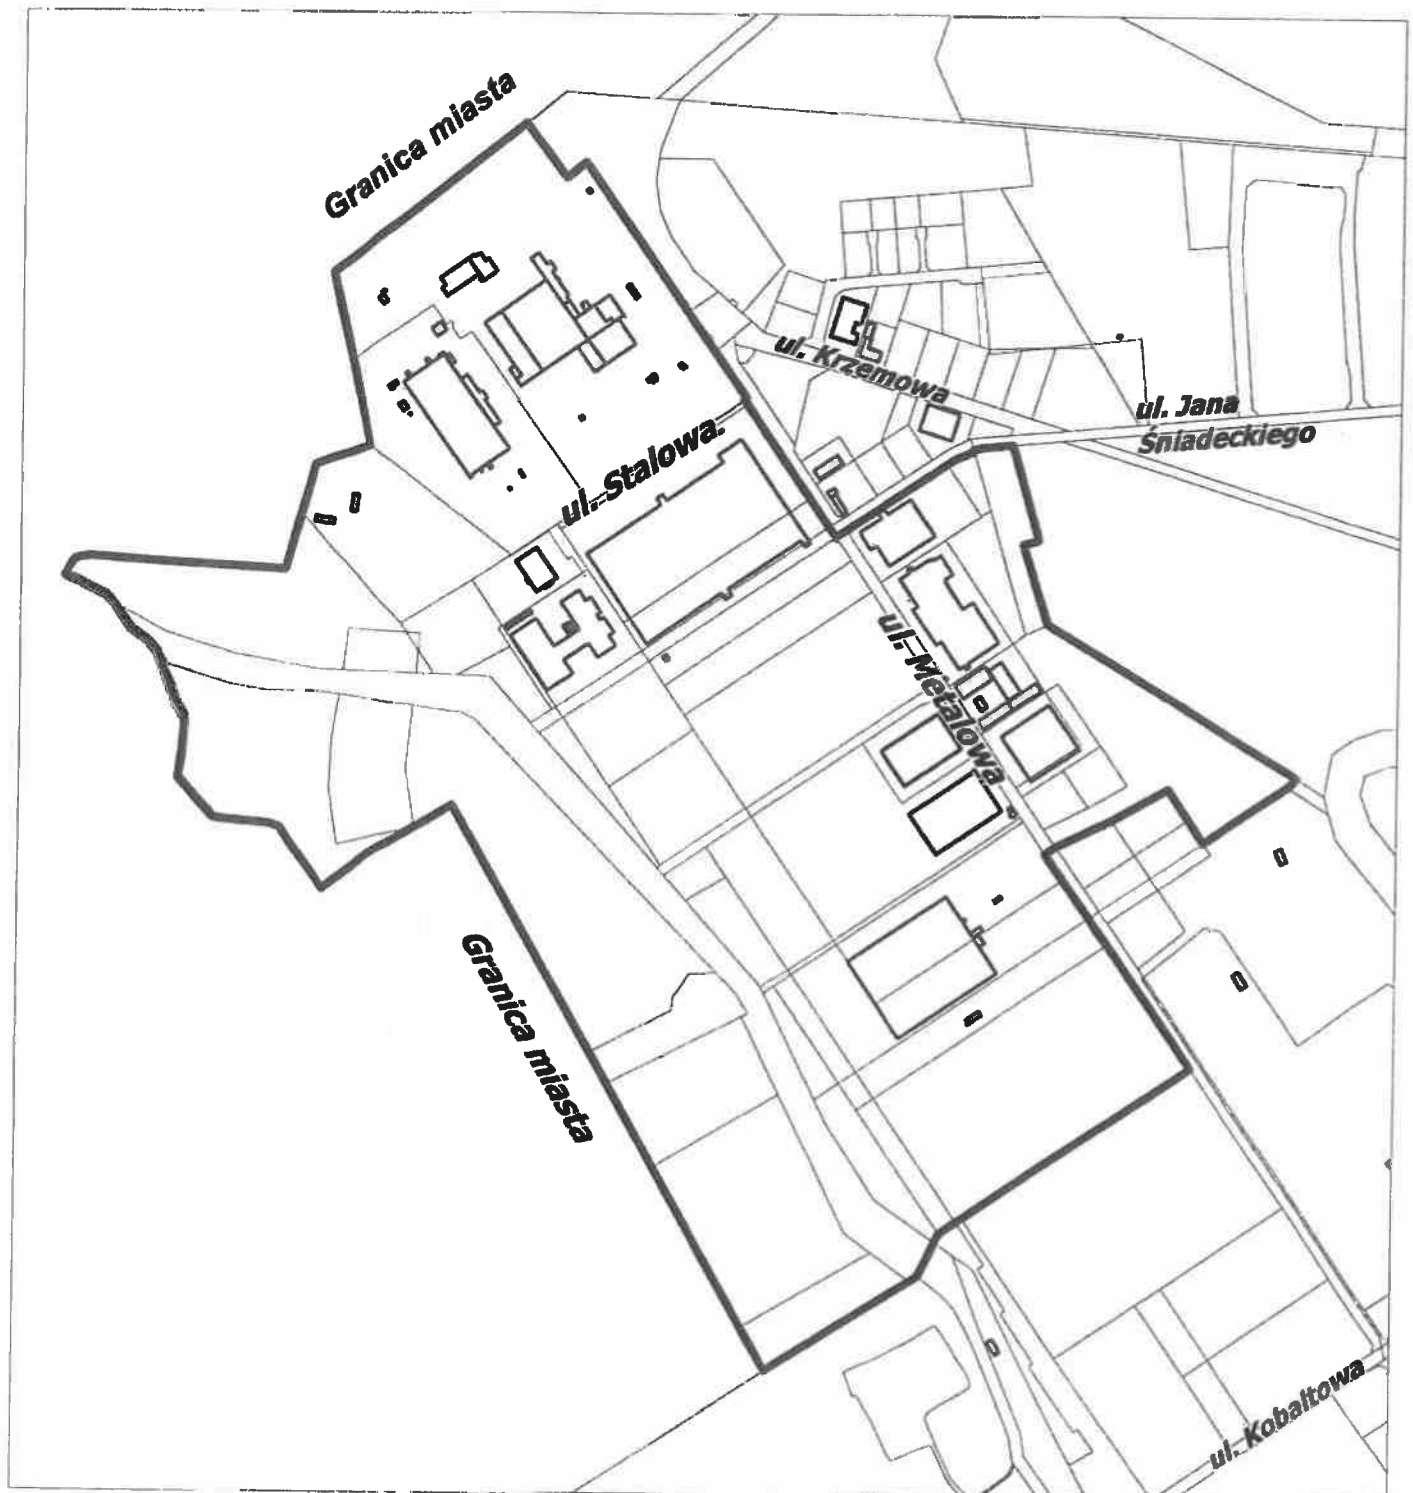 Granica miasta
ul. Krzemowa
ul. Jana
Śniadeckiego
ul. Stalowa.
ul. Metalowa
Granica miasta
ul. Kobaltowa